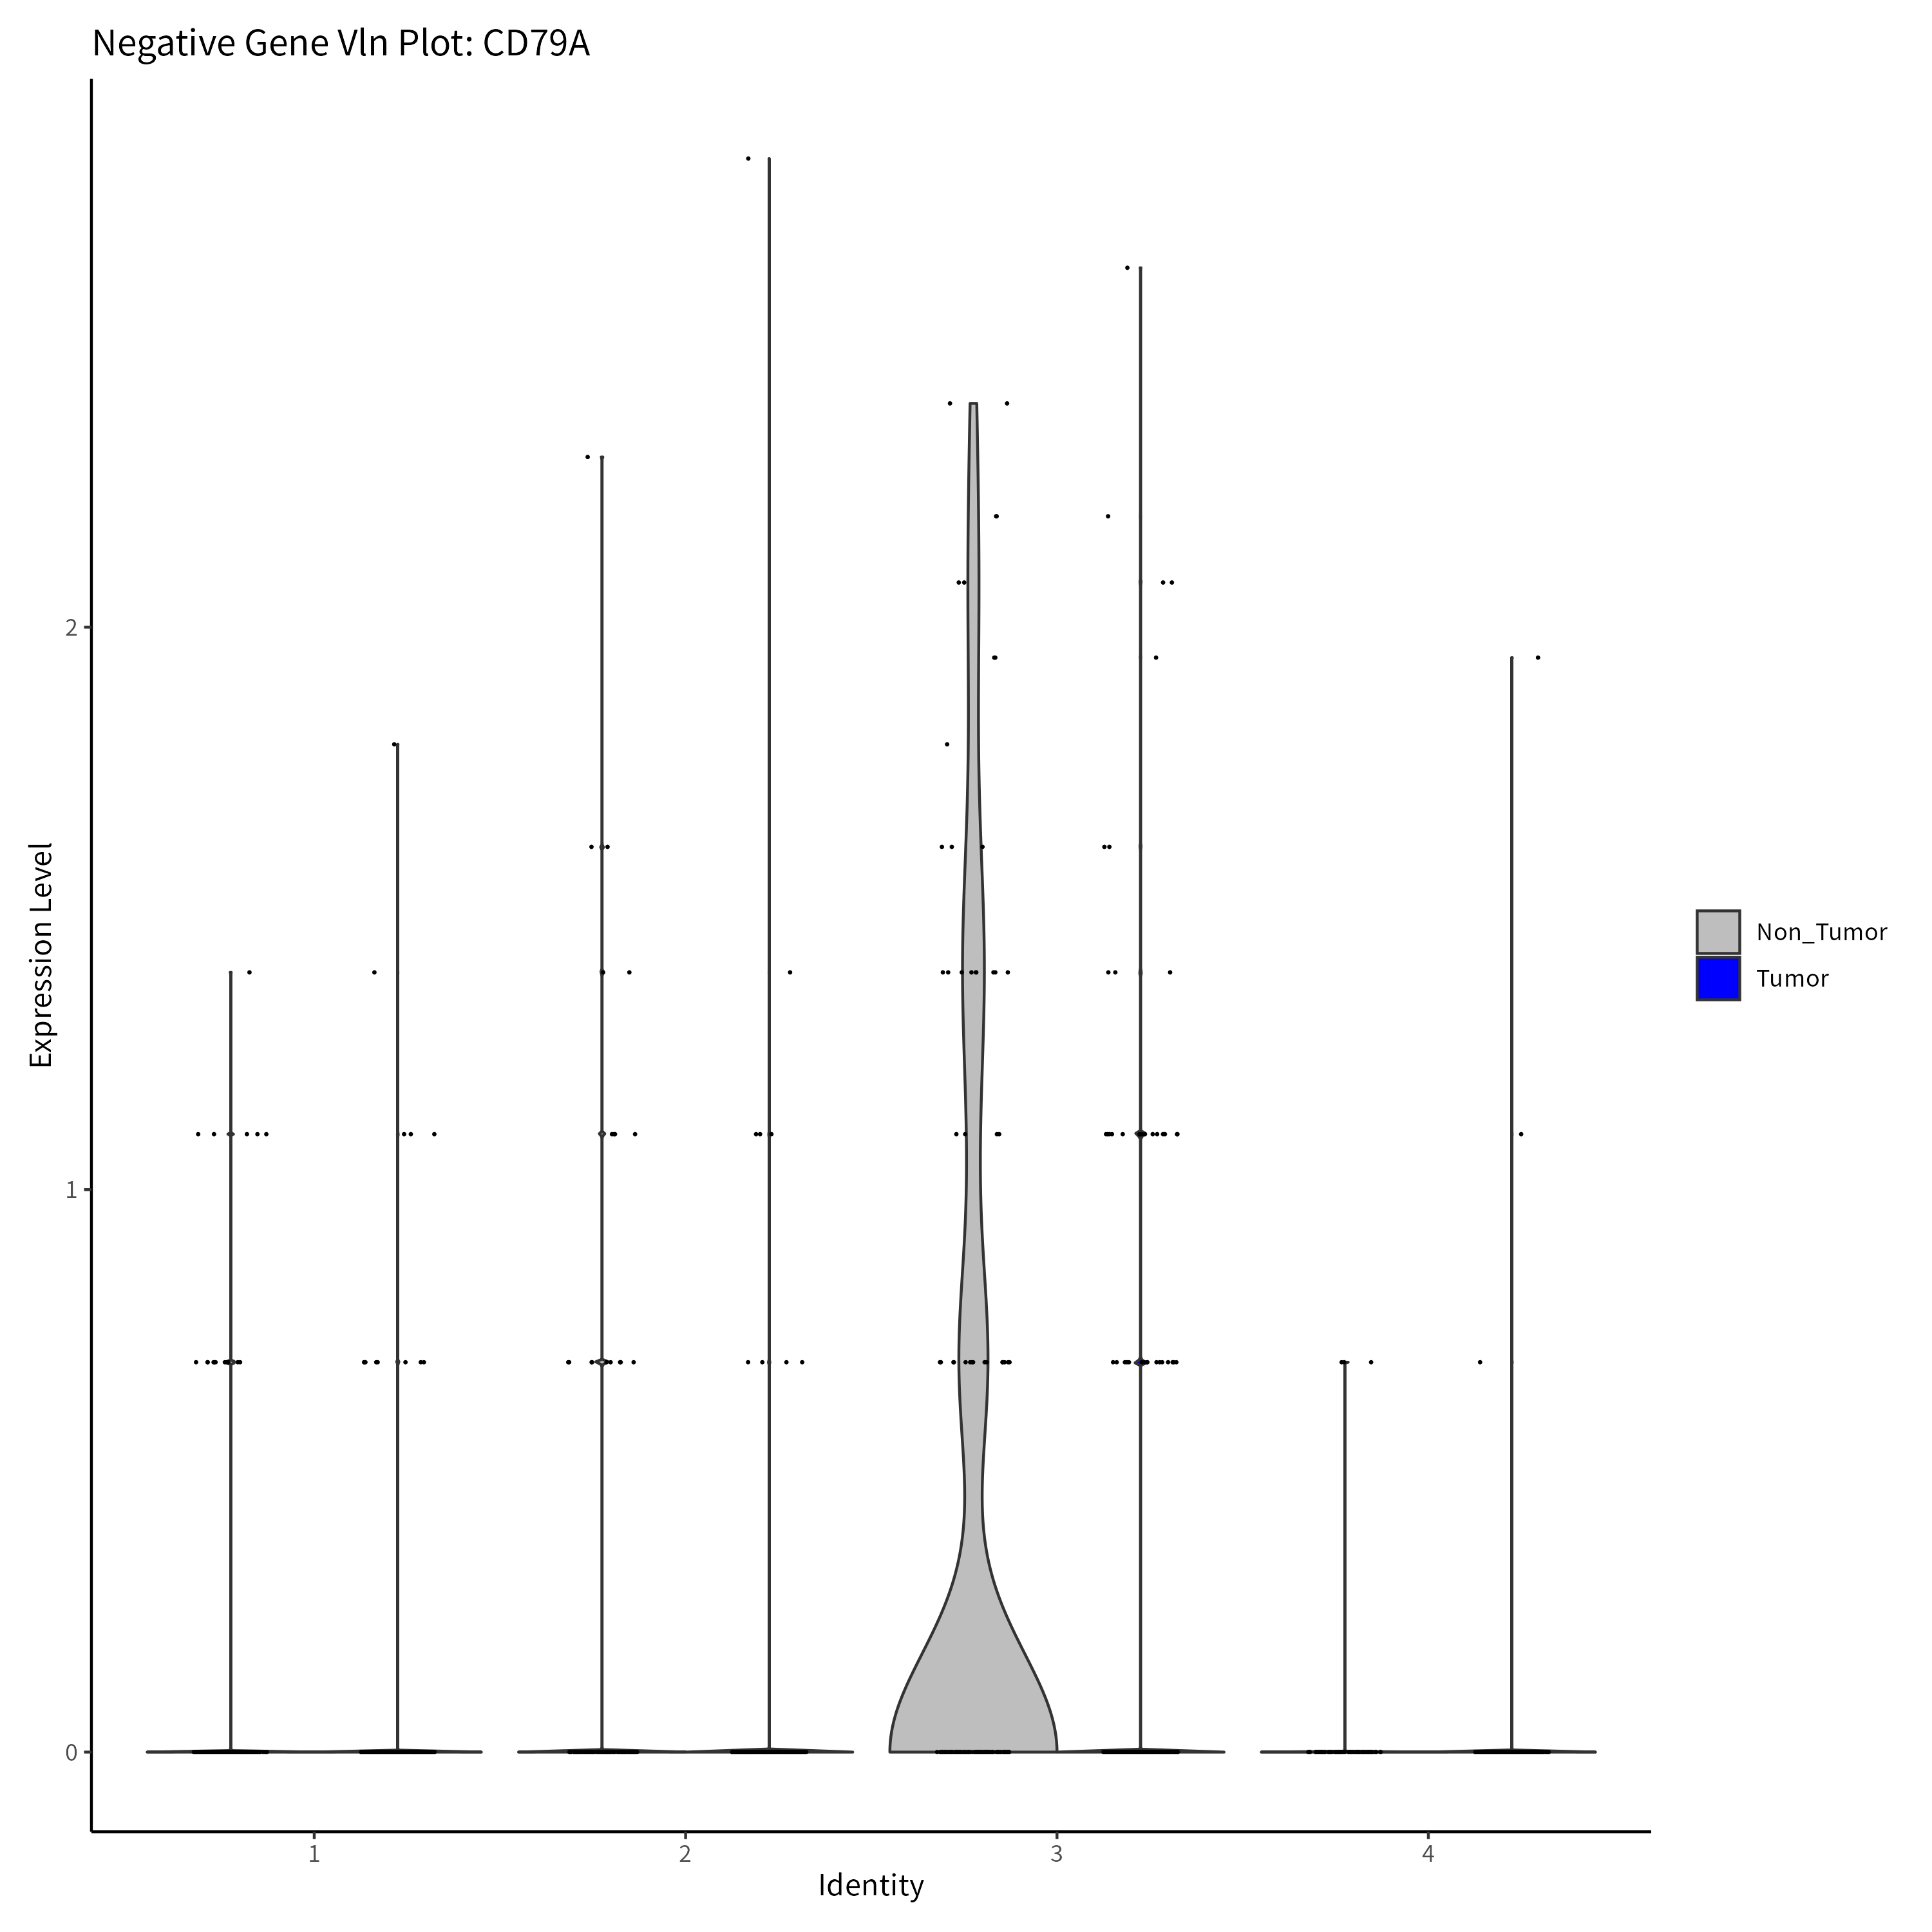 Negative Gene Vln Plot: CD79A
Expression Level
2
1
0
1
2
3
4
Identity
Non_Tumor
Tumor